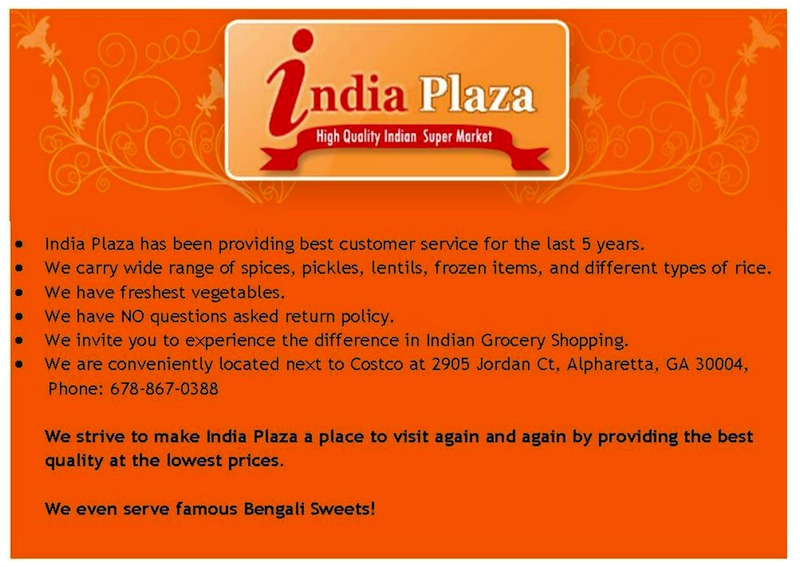 india Plaza
High Quality Indian Super Market
• India Plaza has been providing best customer service for the last 5 years.
• We carry wide range of spices, pickles, lentils, frozen items, and different types of rice.
• We have freshest vegetables.
• We have NO questions asked return policy.
• We invite you to experience the difference in Indian Grocery Shopping.
• We are conveniently located next to Costco at 2905 Jordan Ct, Alpharetta, GA 30004,
Phone: 678-867-0388
We strive to make India Plaza a place to visit again and again by providing the best
quality at the lowest prices.
We even serve famous Bengali Sweets!